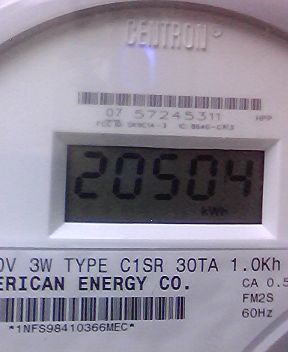 CENTRON®
07 57245311
HPP
20504
kWh
0V 3W TYPE C1SR 30TA 1.0Kh
ERICAN ENERGY CO.
CA 0.5
FM2S
60Hz
*1NFS98410366MEC*